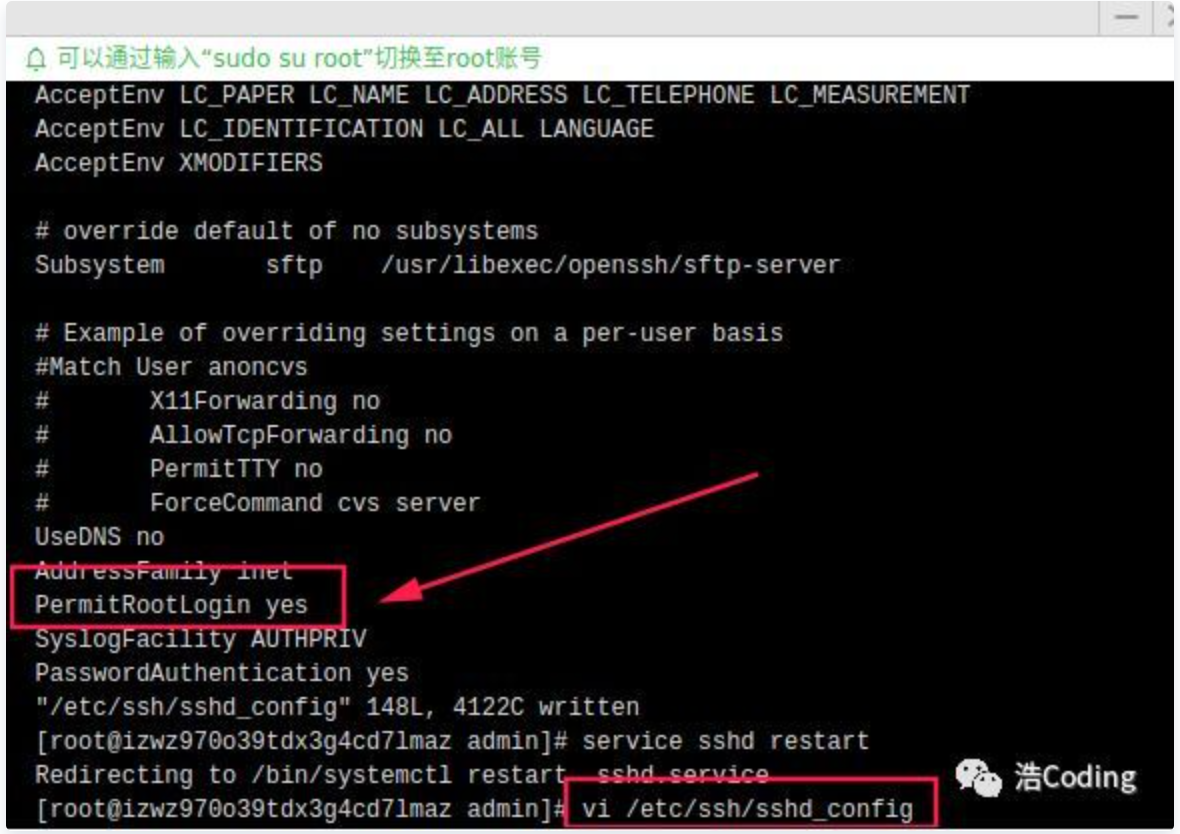 可以通过输入“sudo su root”切换至root账号
AcceptEnv LC_PAPER LC_NAME LC_ADDRESS LC_TELEPHONE LC_MEASUREMENT
AcceptEnv LC_IDENTIFICATION LC_ALL LANGUAGE
AcceptEnv XMODIFIERS
# override default of no subsystems
Subsystem       sftp    /usr/libexec/openssh/sftp-server
# Example of overriding settings on a per-user basis
#Match User anoncvs
#       X11Forwarding no
#       AllowTcpForwarding no
#       PermitTTY no
#       ForceCommand cvs server
UseDNS no
AddressFamily inet
PermitRootLogin yes
SyslogFacility AUTHPRIV
PasswordAuthentication yes
"/etc/ssh/sshd_config" 148L, 4122C written
[root@izwz970o39tdx3g4cd7lmaz admin]# service sshd restart
Redirecting to /bin/systemctl restart  sshd.service
[root@izwz970o39tdx3g4cd7lmaz admin]# vi /etc/ssh/sshd_config
浩Coding